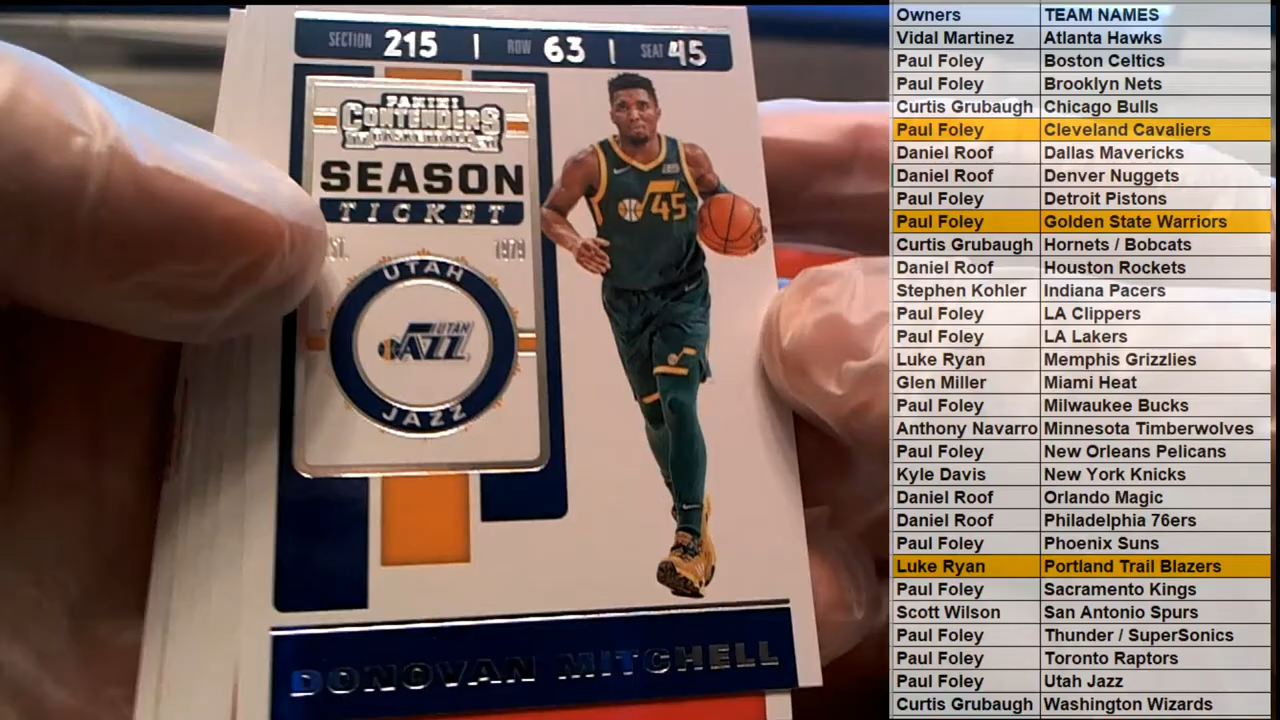 SECTION 215 | ROW 63 | SEAT 45
PANINI
CONTENDERS
BASKETBALL
SEASON
TICKET
EST. 1979
UTAH
UTAH
JAZZ
JAZZ
45
DONOVAN MITCHELL
Owners TEAM NAMES
Vidal Martinez Atlanta Hawks
Paul Foley Boston Celtics
Paul Foley Brooklyn Nets
Curtis Grubaugh Chicago Bulls
Paul Foley Cleveland Cavaliers
Daniel Roof Dallas Mavericks
Daniel Roof Denver Nuggets
Paul Foley Detroit Pistons
Paul Foley Golden State Warriors
Curtis Grubaugh Hornets / Bobcats
Daniel Roof Houston Rockets
Stephen Kohler Indiana Pacers
Paul Foley LA Clippers
Paul Foley LA Lakers
Luke Ryan Memphis Grizzlies
Glen Miller Miami Heat
Paul Foley Milwaukee Bucks
Anthony Navarro Minnesota Timberwolves
Paul Foley New Orleans Pelicans
Kyle Davis New York Knicks
Daniel Roof Orlando Magic
Daniel Roof Philadelphia 76ers
Paul Foley Phoenix Suns
Luke Ryan Portland Trail Blazers
Paul Foley Sacramento Kings
Scott Wilson San Antonio Spurs
Paul Foley Thunder / SuperSonics
Paul Foley Toronto Raptors
Paul Foley Utah Jazz
Curtis Grubaugh Washington Wizards